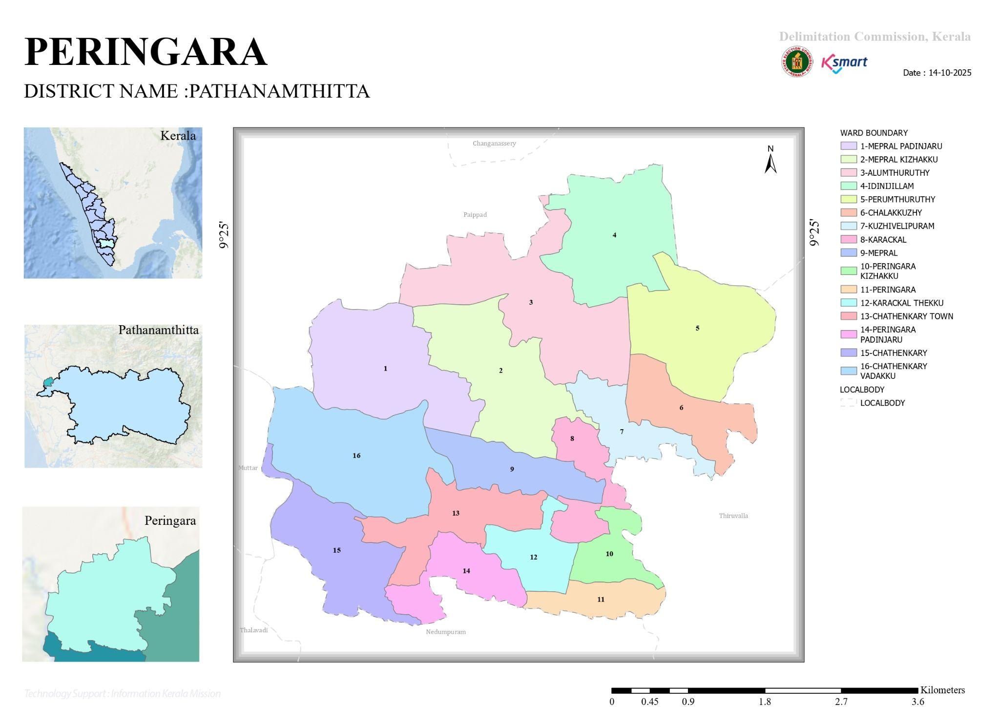 PERINGARA
DISTRICT NAME :PATHANAMTHITTA
Delimitation Commission, Kerala
STATE ELECTION COMMISSION
KERALA
Ksmart
Date : 14-10-2025
Kerala
Pathanamthitta
Peringara
9°25'
9°25'
N
Changanassery
Paippad
Muttar
Thiruvalla
Thalavadi
Nedumpuram
4
3
5
1
2
6
7
8
16
9
13
15
12
10
14
11
WARD BOUNDARY
1-MEPRAL PADINJARU
2-MEPRAL KIZHAKKU
3-ALUMTHURUTHY
4-IDINIJILLAM
5-PERUMTHURUTHY
6-CHALAKKUZHY
7-KUZHIVELIPURAM
8-KARACKAL
9-MEPRAL
10-PERINGARA
KIZHAKKU
11-PERINGARA
12-KARACKAL THEKKU
13-CHATHENKARY TOWN
14-PERINGARA
PADINJARU
15-CHATHENKARY
16-CHATHENKARY
VADAKKU
LOCALBODY
LOCALBODY
Technology Support : Information Kerala Mission
Kilometers
0 0.45 0.9 1.8 2.7 3.6